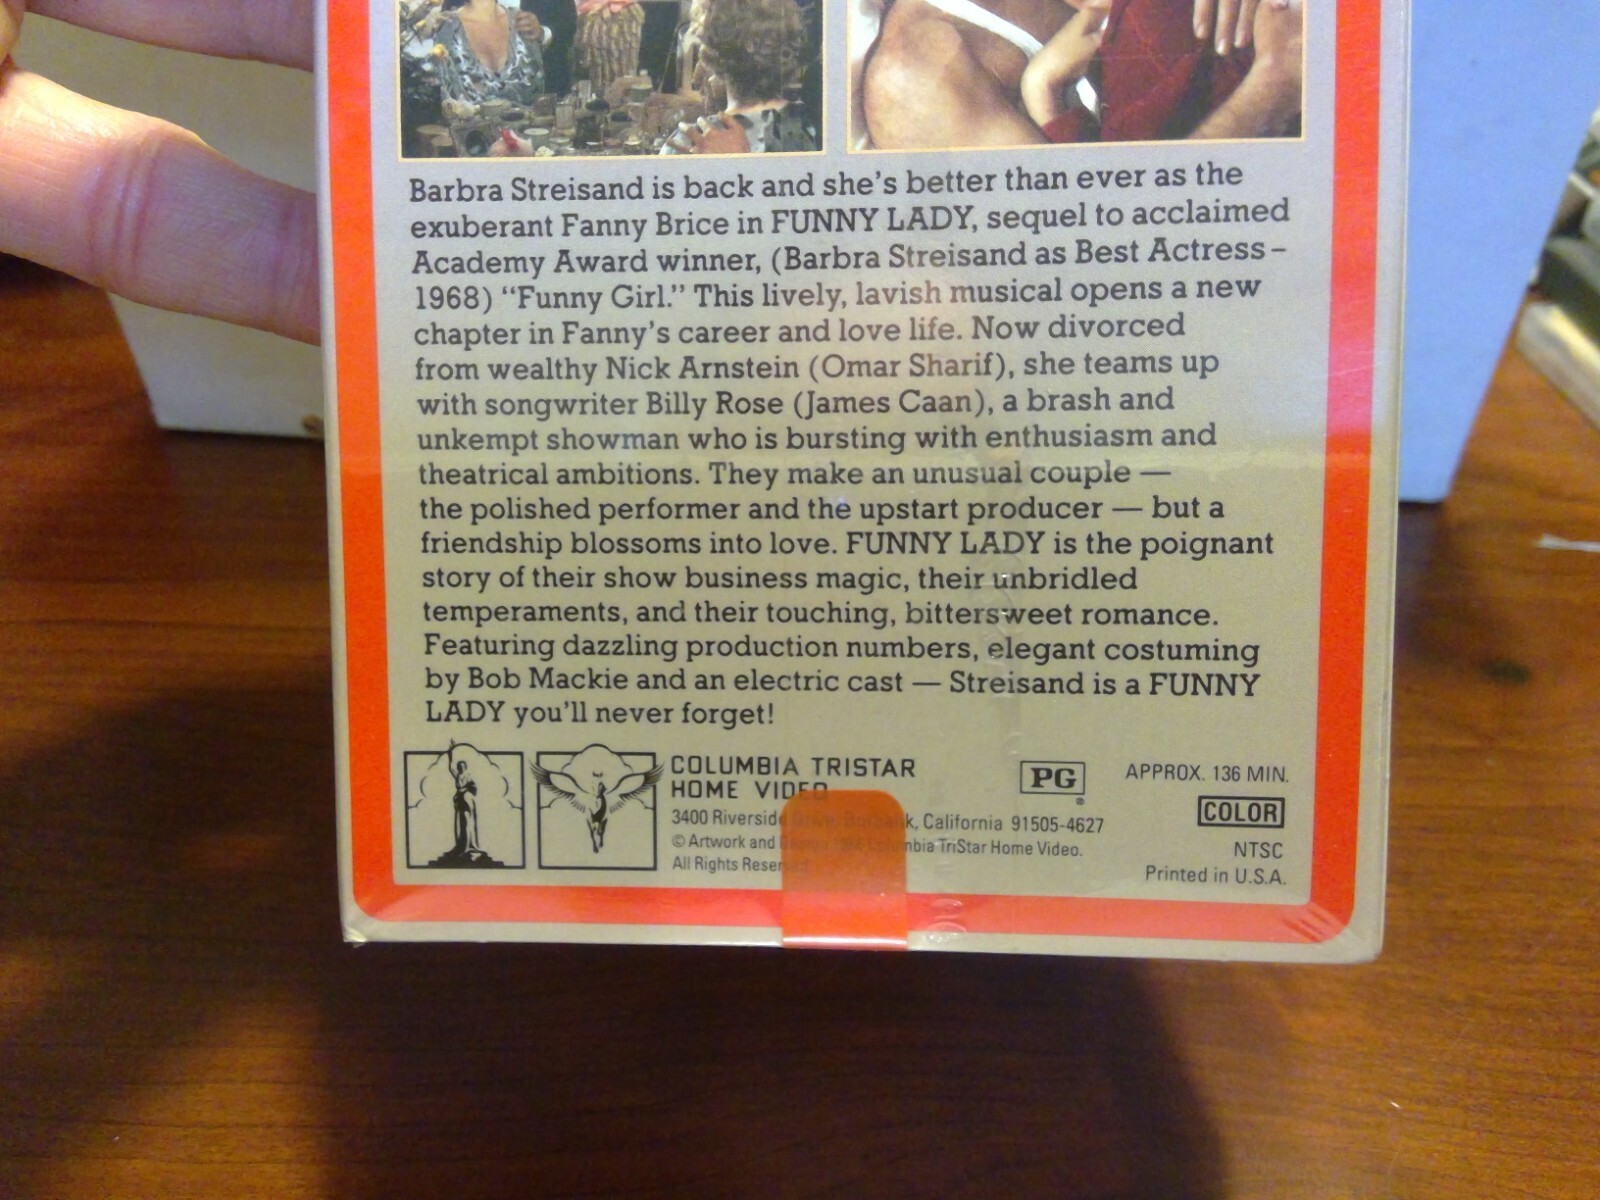 Barbra Streisand is back and she's better than ever as the
exuberant Fanny Brice in FUNNY LADY, sequel to acclaimed
Academy Award winner, (Barbra Streisand as Best Actress–
1968) “Funny Girl.” This lively, lavish musical opens a new
chapter in Fanny's career and love life. Now divorced
from wealthy Nick Arnstein (Omar Sharif), she teams up
with songwriter Billy Rose (James Caan), a brash and
unkempt showman who is bursting with enthusiasm and
theatrical ambitions. They make an unusual couple —
the polished performer and the upstart producer — but a
friendship blossoms into love. FUNNY LADY is the poignant
story of their show business magic, their unbridled
temperaments, and their touching, bittersweet romance.
Featuring dazzling production numbers, elegant costuming
by Bob Mackie and an electric cast — Streisand is a FUNNY
LADY you'll never forget!
COLUMBIA TRISTAR
HOME VIDEO
3400 Riverside Drive, Burbank, California 91505-4627
© Artwork and Design Columbia TriStar Home Video.
All Rights Reserved
PG
®
APPROX. 136 MIN.
COLOR
NTSC
Printed in U.S.A.